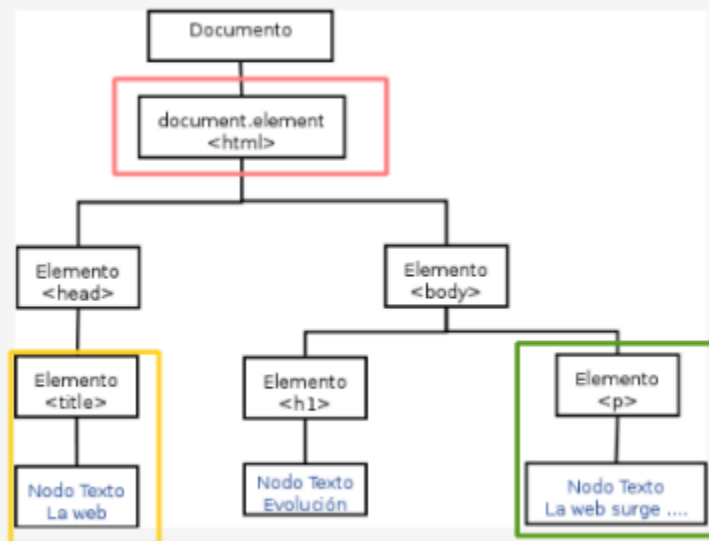 Documento
document.element
<html>
Elemento
<head>
Elemento
<body>
Elemento
<title>
Elemento
<h1>
Elemento
<p>
Nodo Texto
La web
Nodo Texto
Evolución
Nodo Texto
La web surge ....